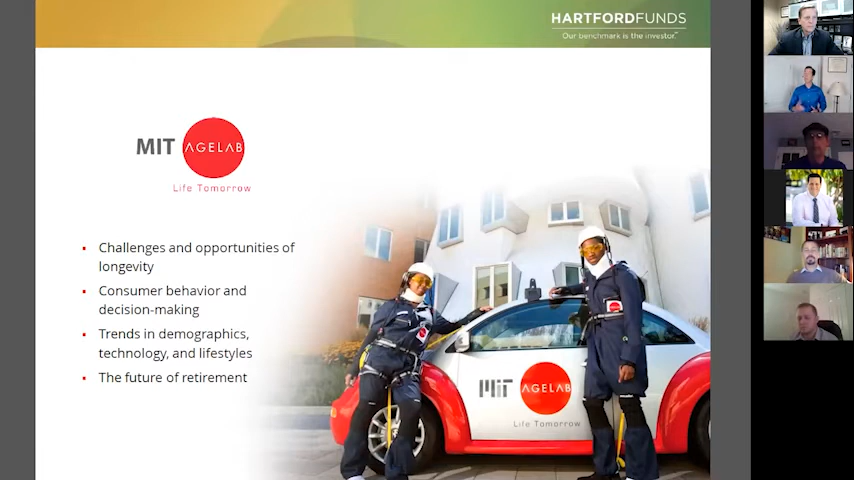 HARTFORDFUNDS
Our benchmark is the investor.℠
MIT AGELAB
Life Tomorrow
Challenges and opportunities of
longevity
Consumer behavior and
decision-making
Trends in demographics,
technology, and lifestyles
The future of retirement
MIT AGELAB
Life Tomorrow